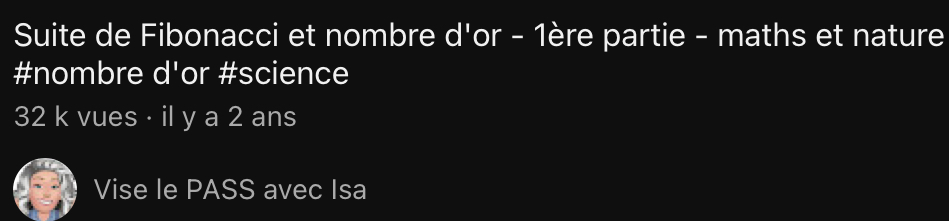 Suite de Fibonacci et nombre d'or - 1ère partie - maths et nature
#nombre d'or #science
32 k vues · il y a 2 ans
Vise le PASS avec Isa